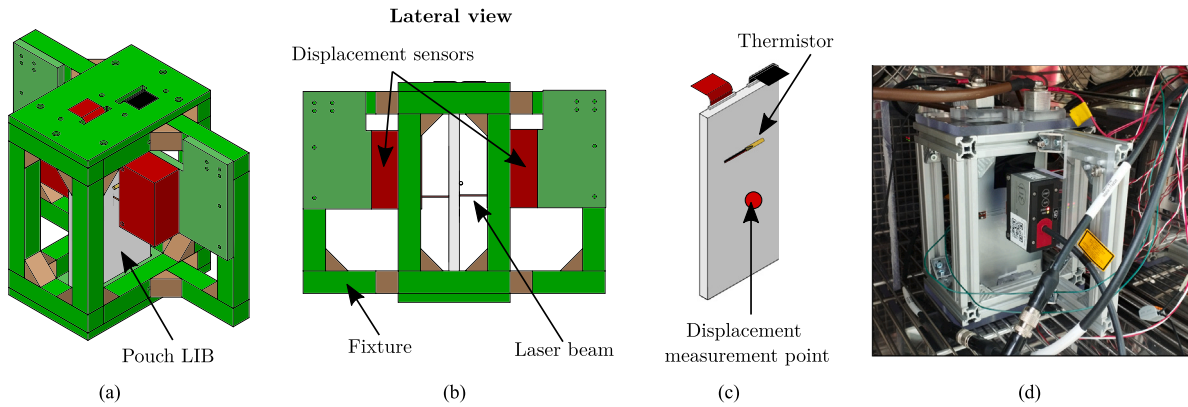 Lateral view
Displacement sensors
Thermistor
Pouch LIB
Fixture
Laser beam
Displacement
measurement point
(a)
(b)
(c)
(d)